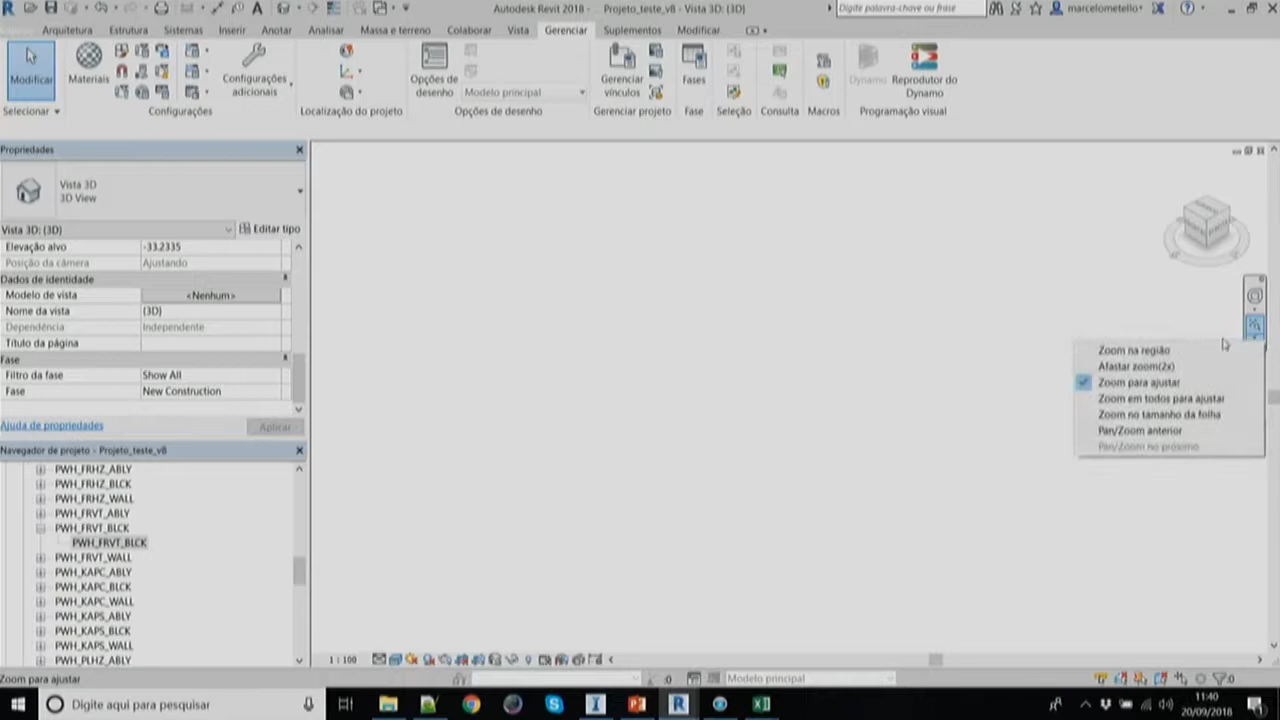 Autodesk Revit 2018 - Projeto_teste_v8 - Vista 3D: {3D}
Digite palavra-chave ou frase
marcelometello
Arquitetura Estrutura Sistemas Inserir Anotar Analisar Massa e terreno Colaborar Vista Gerenciar Suplementos Modificar
Modificar
Materiais
Configurações adicionais
Opções de desenho
Modelo principal
Gerenciar vínculos
Fases
Dynamo
Reprodutor do Dynamo
Selecionar Configurações Localização do projeto Opções de desenho Gerenciar projeto Fase Seleção Consulta Macros Programação visual
Propriedades
Vista 3D
3D View
Vista 3D: {3D} Editar tipo
Elevação alvo -33.2335
Posição da câmera Ajustando
Dados de identidade
Modelo de vista <Nenhum>
Nome da vista {3D}
Dependência Independente
Título da página
Fase
Filtro da fase Show All
Fase New Construction
Ajuda de propriedades Aplicar
Navegador de projeto - Projeto_teste_v8
PWH_FRHZ_ABLY
PWH_FRHZ_BLCK
PWH_FRHZ_WALL
PWH_FRVT_ABLY
PWH_FRVT_BLCK
PWH_FRVT_BLCK
PWH_FRVT_WALL
PWH_KAPC_ABLY
PWH_KAPC_BLCK
PWH_KAPC_WALL
PWH_KAPS_ABLY
PWH_KAPS_BLCK
PWH_KAPS_WALL
PWH_PLHZ_ABLY
Zoom na região
Afastar zoom(2x)
Zoom para ajustar
Zoom em todos para ajustar
Zoom no tamanho da folha
Pan/Zoom anterior
Pan/Zoom no próximo
1 : 100
Zoom para ajustar :0 Modelo principal :0
Digite aqui para pesquisar
11:40
20/09/2018